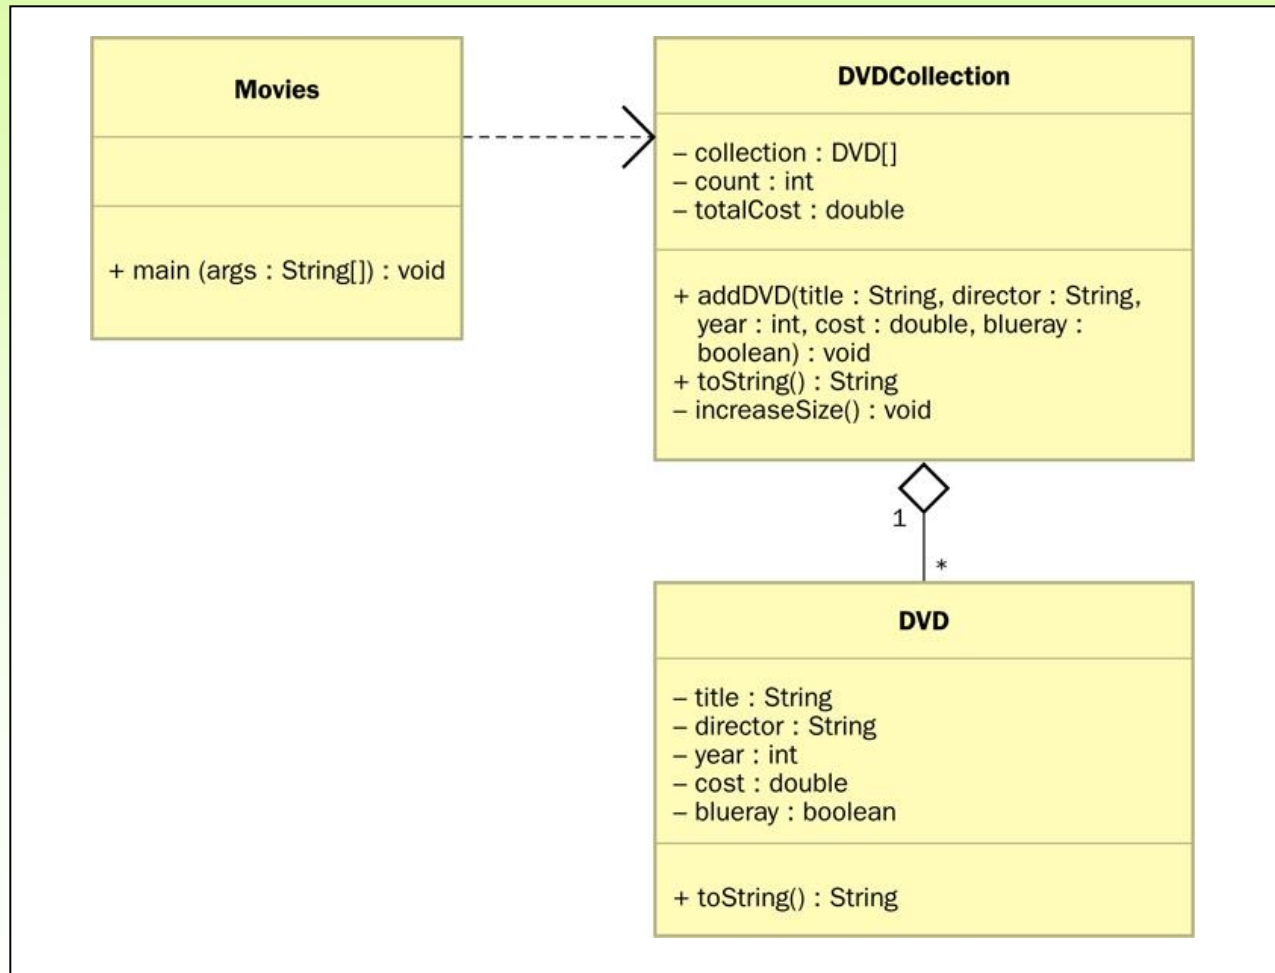 Movies
+ main (args : String[]) : void
DVDCollection
– collection : DVD[]
– count : int
– totalCost : double
+ addDVD(title : String, director : String,
year : int, cost : double, blueray :
boolean) : void
+ toString() : String
– increaseSize() : void
1
*
DVD
– title : String
– director : String
– year : int
– cost : double
– blueray : boolean
+ toString() : String